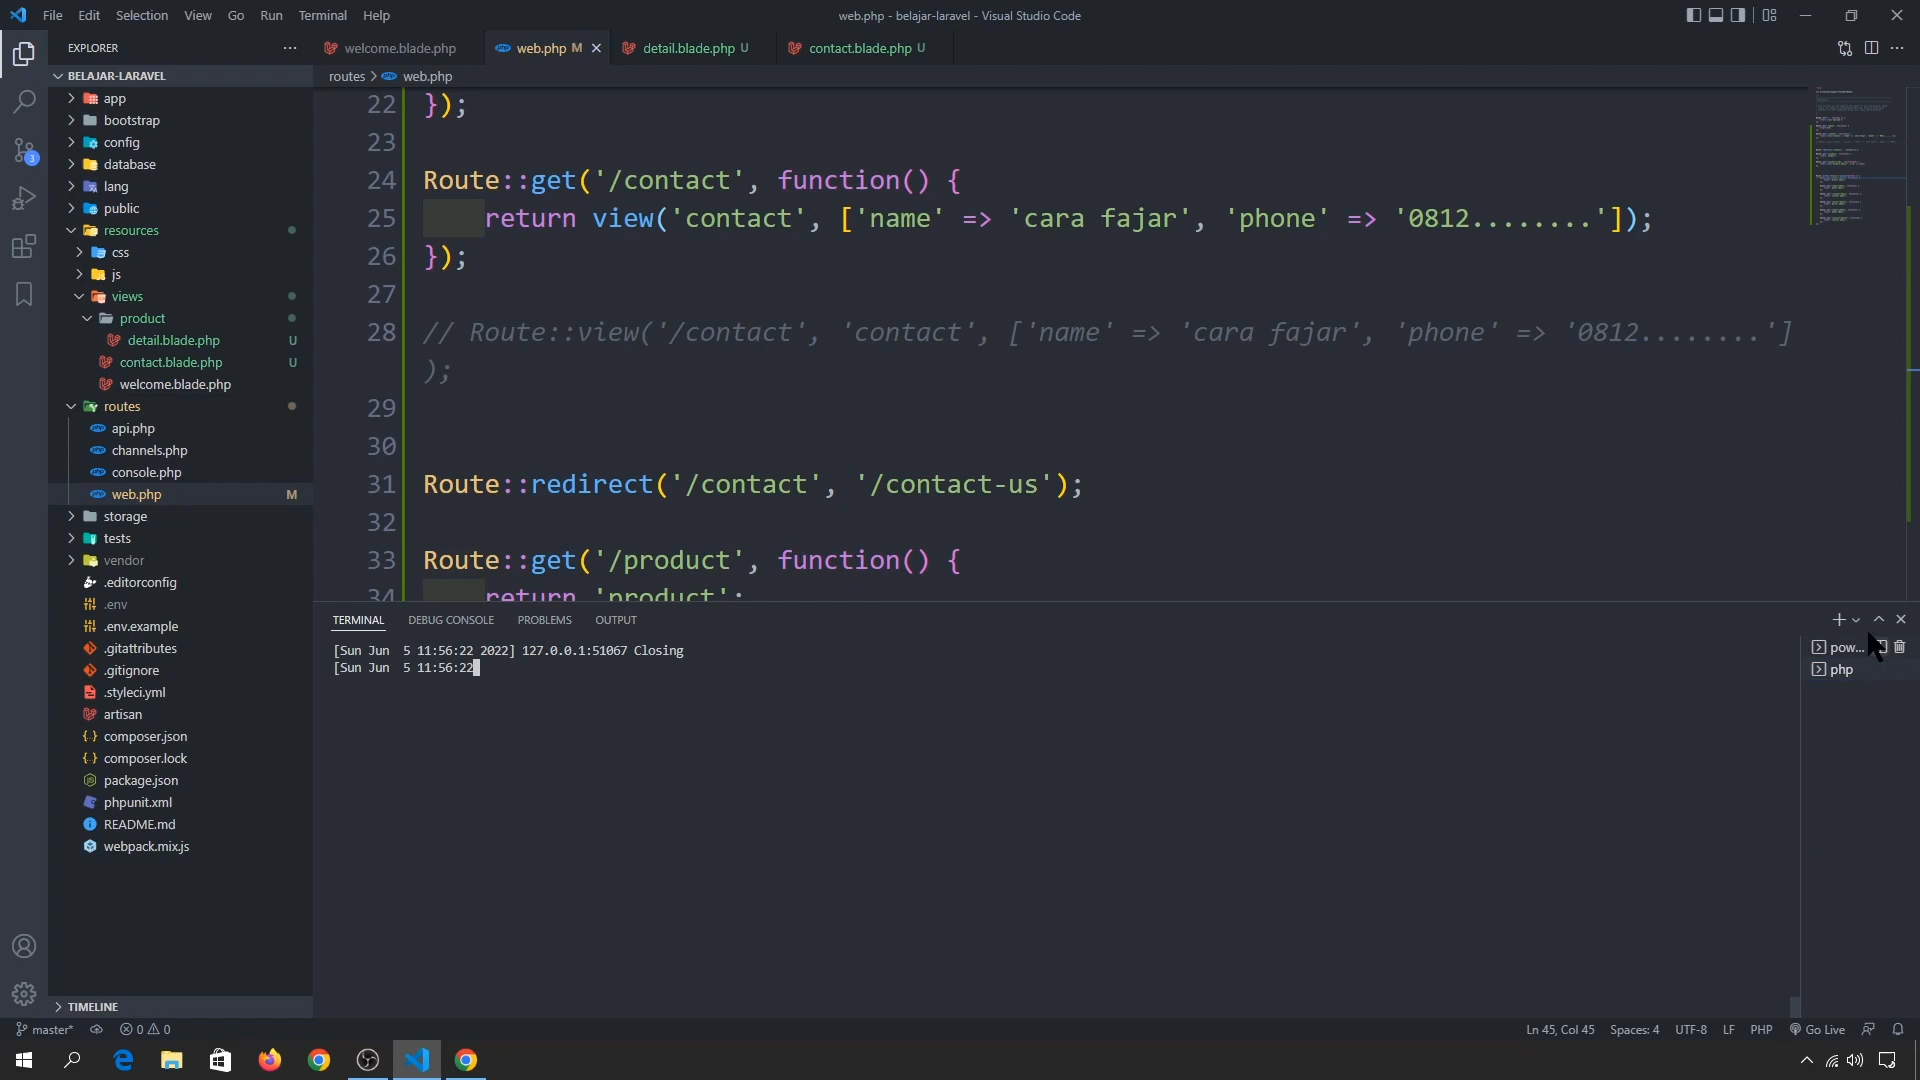 File Edit Selection View Go Run Terminal Help
web.php - belajar-laravel - Visual Studio Code
EXPLORER
BELAJAR-LARAVEL
app
bootstrap
config
database
lang
public
resources
css
js
views
product
detail.blade.php U
contact.blade.php U
welcome.blade.php
routes
api.php
channels.php
console.php
web.php M
storage
tests
vendor
.editorconfig
.env
.env.example
.gitattributes
.gitignore
.styleci.yml
artisan
composer.json
composer.lock
package.json
phpunit.xml
README.md
webpack.mix.js
TIMELINE
welcome.blade.php web.php M detail.blade.php U contact.blade.php U
routes > web.php
22 });
23
24 Route::get('/contact', function() {
25 return view('contact', ['name' => 'cara fajar', 'phone' => '0812........']);
26 });
27
28 // Route::view('/contact', 'contact', ['name' => 'cara fajar', 'phone' => '0812........']
);
29
30
31 Route::redirect('/contact', '/contact-us');
32
33 Route::get('/product', function() {
34 return 'product';
TERMINAL DEBUG CONSOLE PROBLEMS OUTPUT
[Sun Jun  5 11:56:22 2022] 127.0.0.1:51067 Closing
[Sun Jun  5 11:56:22
pow...
php
3
master* 0 0
Ln 45, Col 45 Spaces: 4 UTF-8 LF PHP Go Live